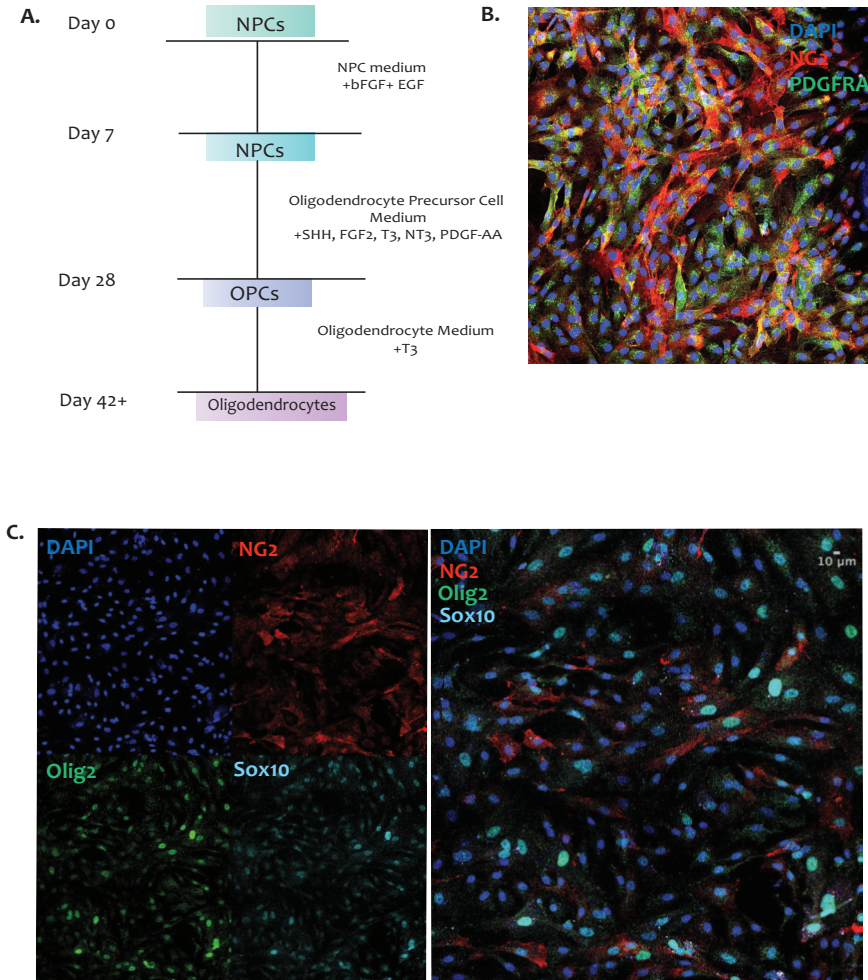 A.
Day 0
NPCs
NPC medium
+bFGF+ EGF
Day 7
NPCs
Oligodendrocyte Precursor Cell
Medium
+SHH, FGF2, T3, NT3, PDGF-AA
Day 28
OPCs
Oligodendrocyte Medium
+T3
Day 42+
Oligodendrocytes
B.
DAPI
NG2
PDGFRA
C.
DAPI
NG2
Olig2
Sox10
DAPI
NG2
Olig2
Sox10
10 µm